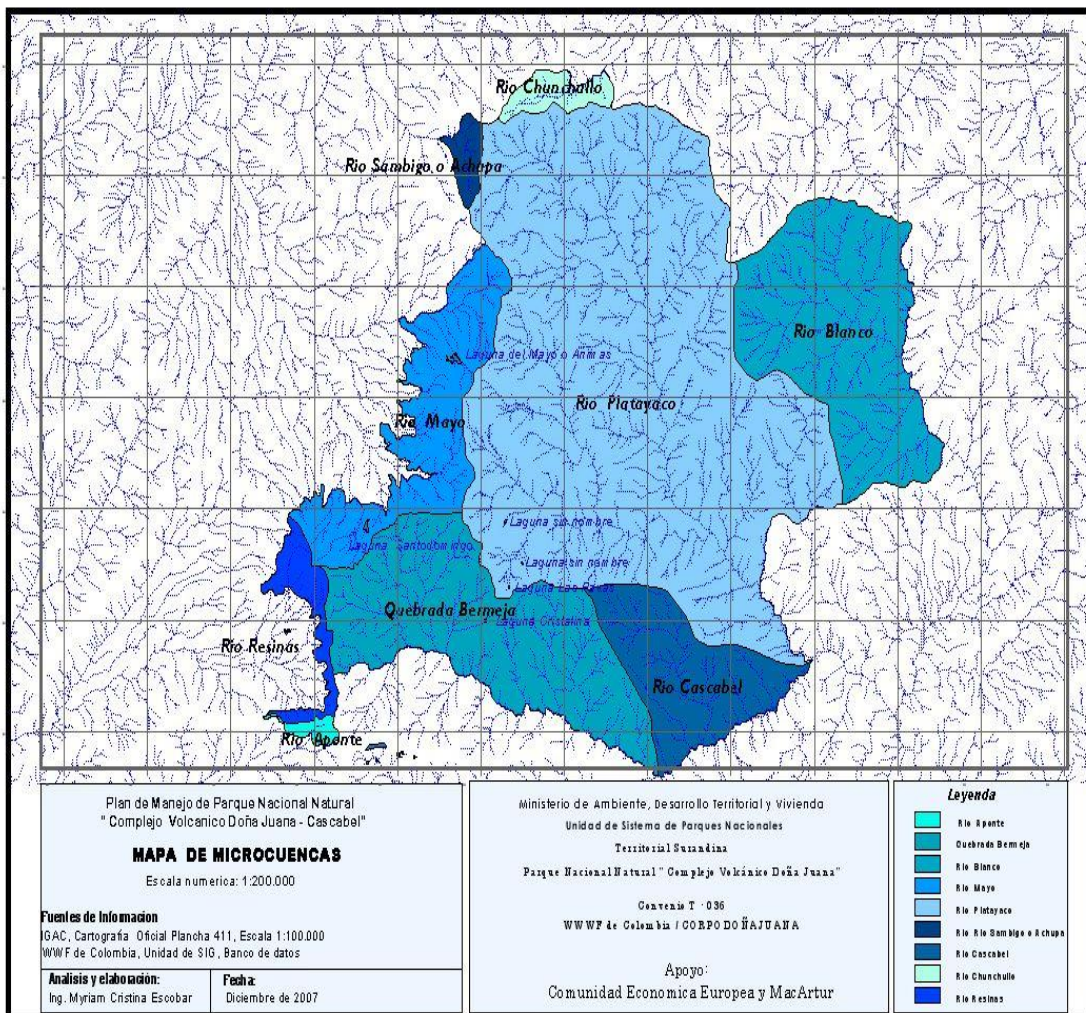 Rio Chunchallo
Rio Sambigo o Achupa
Rio Blanco
Laguna del Mayo o Animas
Rio Platayaco
Rio Mayo
Laguna sin nombre
Laguna Santodomingo
Laguna sin nombre
Laguna Las
Quebrada Bermeja
Laguna Cristalina
Rio Resinas
Rio Cascabel
Rio Aponte
Plan de Manejo de Parque Nacional Natural
" Complejo Volcanico Doña Juana - Cascabel"
MAPA DE MICROCUENCAS
Escala numerica: 1:200.000
Fuentes de Informacion
IGAC, Cartografia Oficial Plancha 411, Escala 1:100.000
WWF de Colombia, Unidad de SIG, Banco de datos
Analisis y elaboración:
Ing. Myriam Cristina Escobar
Fecha:
Diciembre de 2007
Ministerio de Ambiente, Desarrollo Territorial y Vivienda
Unidad de Sistema de Parques Nacionales
Territorial Surandina
Parque Nacional Natural " Complejo Volcánico Doña Juana"
Convenio T - 036
WWWF de Colombia / CORPODOÑAJUANA
Apoyo:
Comunidad Economica Europea y MacArtur
Leyenda
Rio Aponte
Quebrada Bermeja
Rio Blanco
Rio Mayo
Rio Platayaco
Rio Rio Sambigo o Achupa
Rio Cascabel
Rio Chunchullo
Rio Resinas